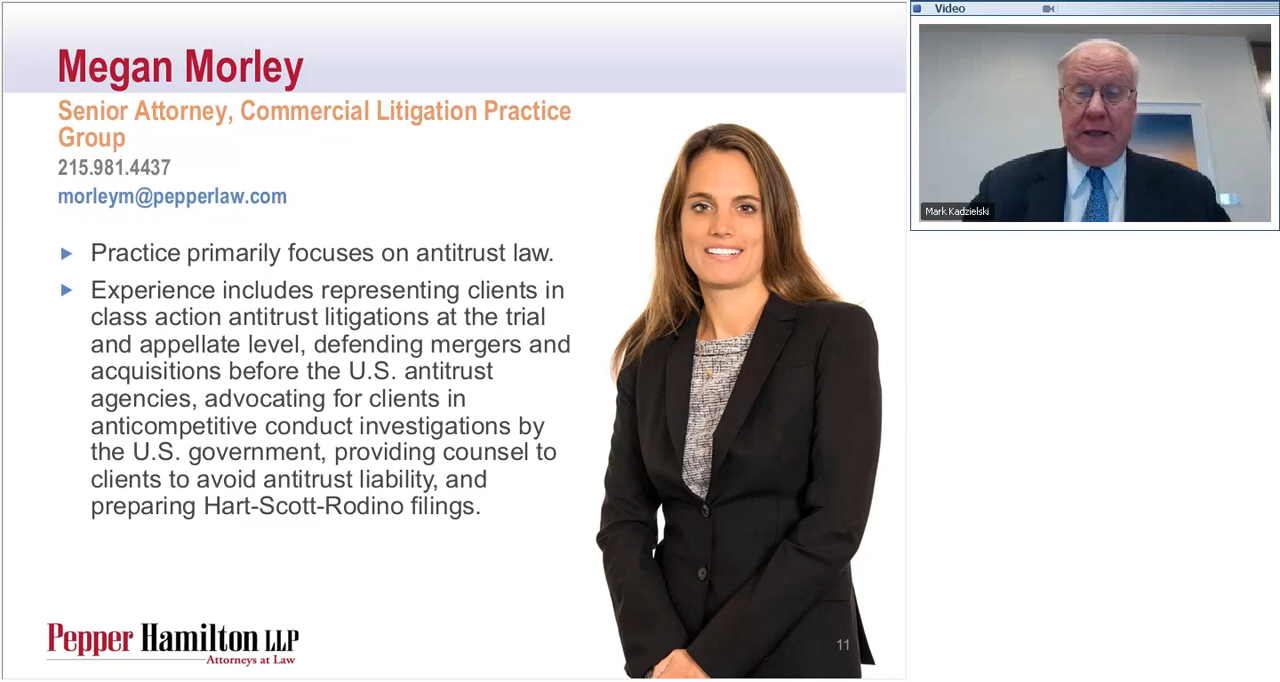 Megan Morley
Senior Attorney, Commercial Litigation Practice
Group
215.981.4437
morleym@pepperlaw.com
Practice primarily focuses on antitrust law.
Experience includes representing clients in
class action antitrust litigations at the trial
and appellate level, defending mergers and
acquisitions before the U.S. antitrust
agencies, advocating for clients in
anticompetitive conduct investigations by
the U.S. government, providing counsel to
clients to avoid antitrust liability, and
preparing Hart-Scott-Rodino filings.
Pepper Hamilton LLP
Attorneys at Law
11
Video
Mark Kadzielski